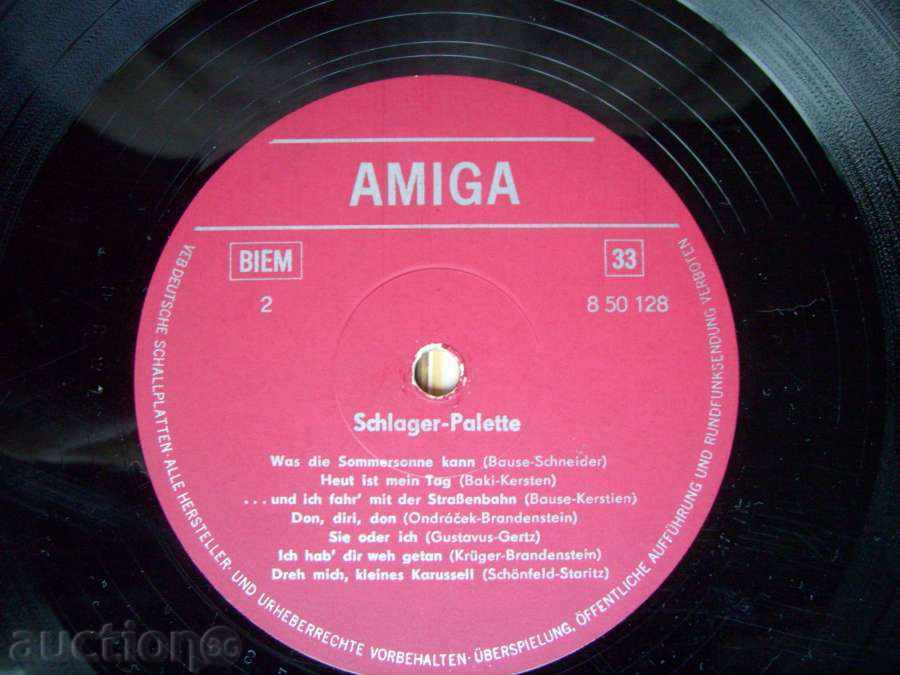 AMIGA
BIEM
33
2
8 50 128
Schlager-Palette
Was die Sommersonne kann (Bause-Schneider)
Heut ist mein Tag (Baki-Kersten)
...und ich fahr' mit der Straßenbahn (Bause-Kerstien)
Don, diri, don (Ondráček-Brandenstein)
Sie oder ich (Gustavus-Gertz)
Ich hab' dir weh getan (Krüger-Brandenstein)
Dreh mich, kleines Karussell (Schönfeld-Staritz)
VEB DEUTSCHE SCHALLPLATTEN · ALLE HERSTELLER- UND URHEBERRECHTE VORBEHALTEN · ÜBERSPIELUNG, ÖFFENTLICHE AUFFÜHRUNG UND RUNDFUNKSENDUNG VERBOTEN
auction